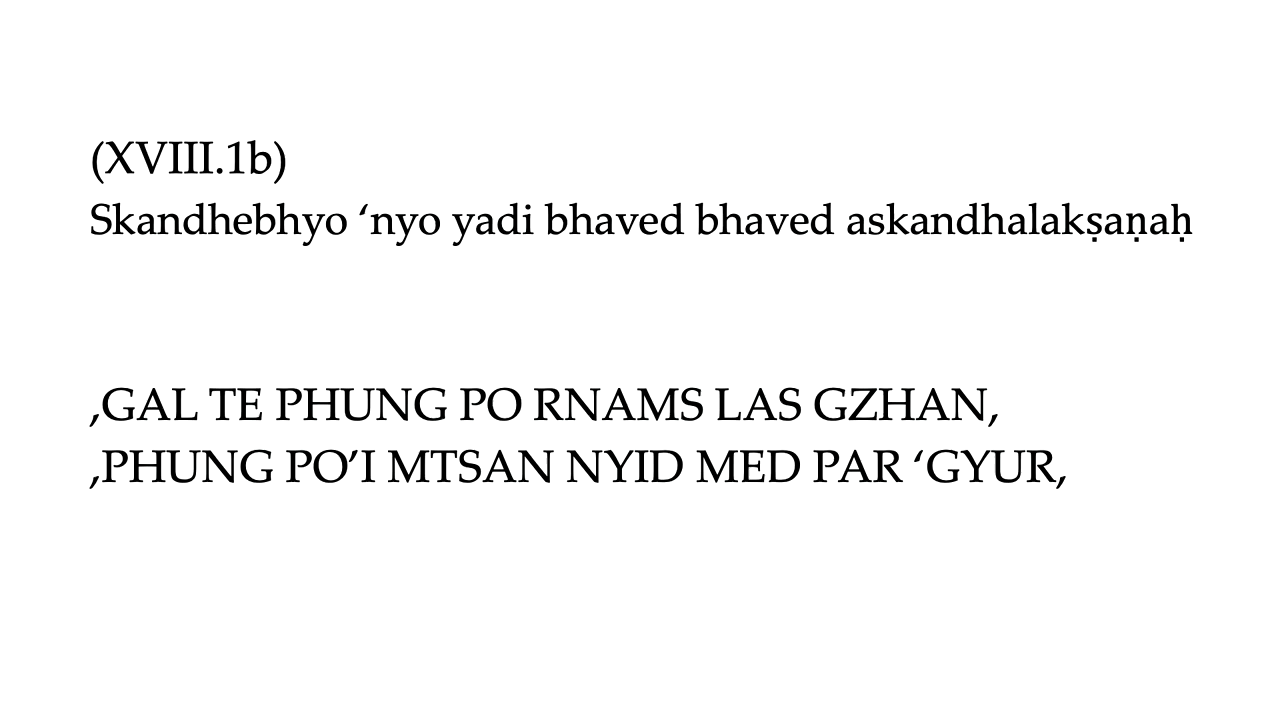 (XVIII.1b)
Skandhebhyo ‘nyo yadi bhaved bhaved askandhalakṣaṇaḥ
,GAL TE PHUNG PO RNAMS LAS GZHAN,
,PHUNG PO’I MTSAN NYID MED PAR ‘GYUR,